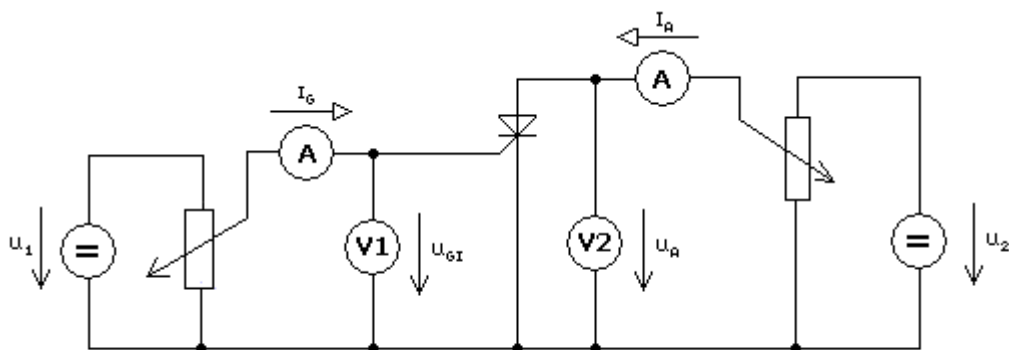 I_A
A
I_G
A
u_1
=
V1
u_GI
V2
u_A
=
u_2